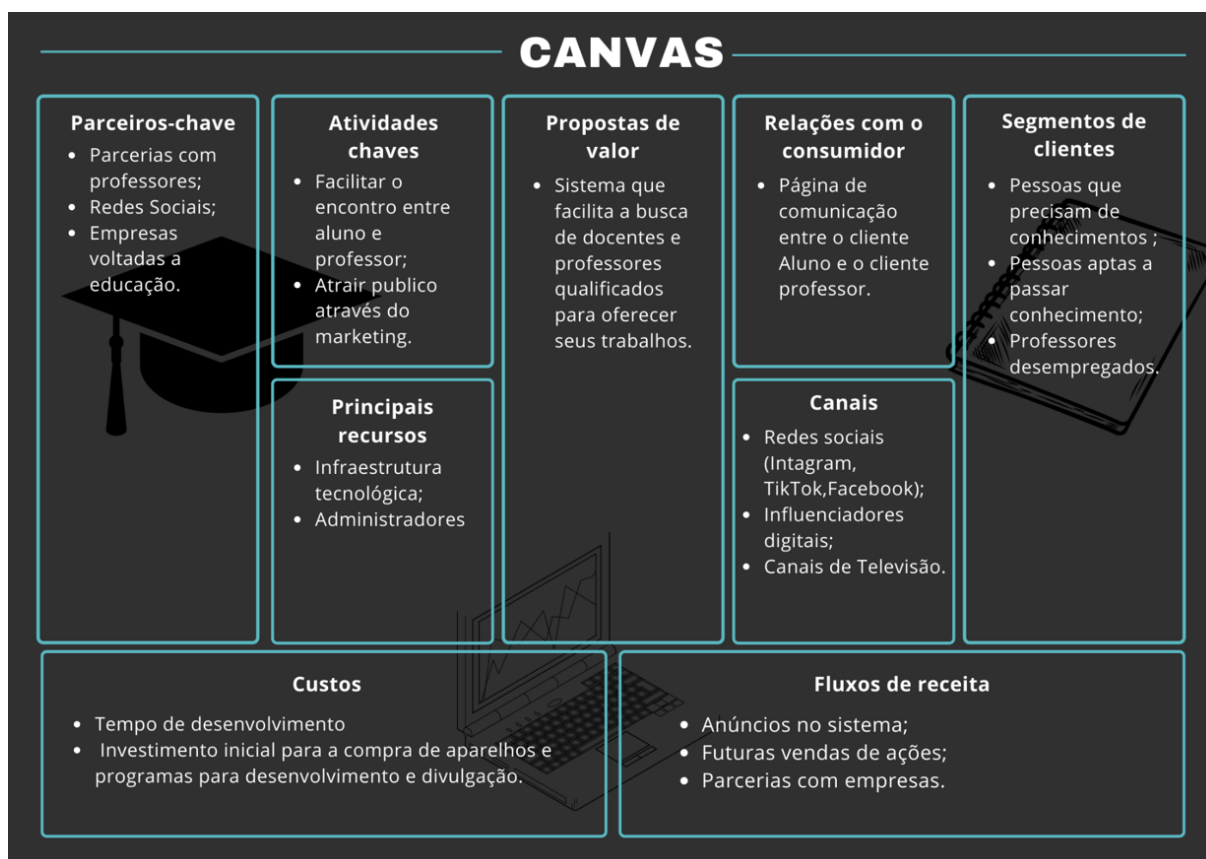 CANVAS
Parceiros-chave
• Parcerias com
professores;
• Redes Sociais;
• Empresas
voltadas a
educação.
Atividades
chaves
• Facilitar o
encontro entre
aluno e
professor;
• Atrair publico
através do
marketing.
Principais
recursos
• Infraestrutura
tecnológica;
• Administradores
Propostas de
valor
• Sistema que
facilita a busca
de docentes e
professores
qualificados
para oferecer
seus trabalhos.
Relações com o
consumidor
• Página de
comunicação
entre o cliente
Aluno e o cliente
professor.
Canais
• Redes sociais
(Intagram,
TikTok,Facebook);
• Influenciadores
digitais;
• Canais de Televisão.
Segmentos de
clientes
• Pessoas que
precisam de
conhecimentos ;
• Pessoas aptas a
passar
conhecimento;
• Professores
desempregados.
Custos
• Tempo de desenvolvimento
• Investimento inicial para a compra de aparelhos e
programas para desenvolvimento e divulgação.
Fluxos de receita
• Anúncios no sistema;
• Futuras vendas de ações;
• Parcerias com empresas.